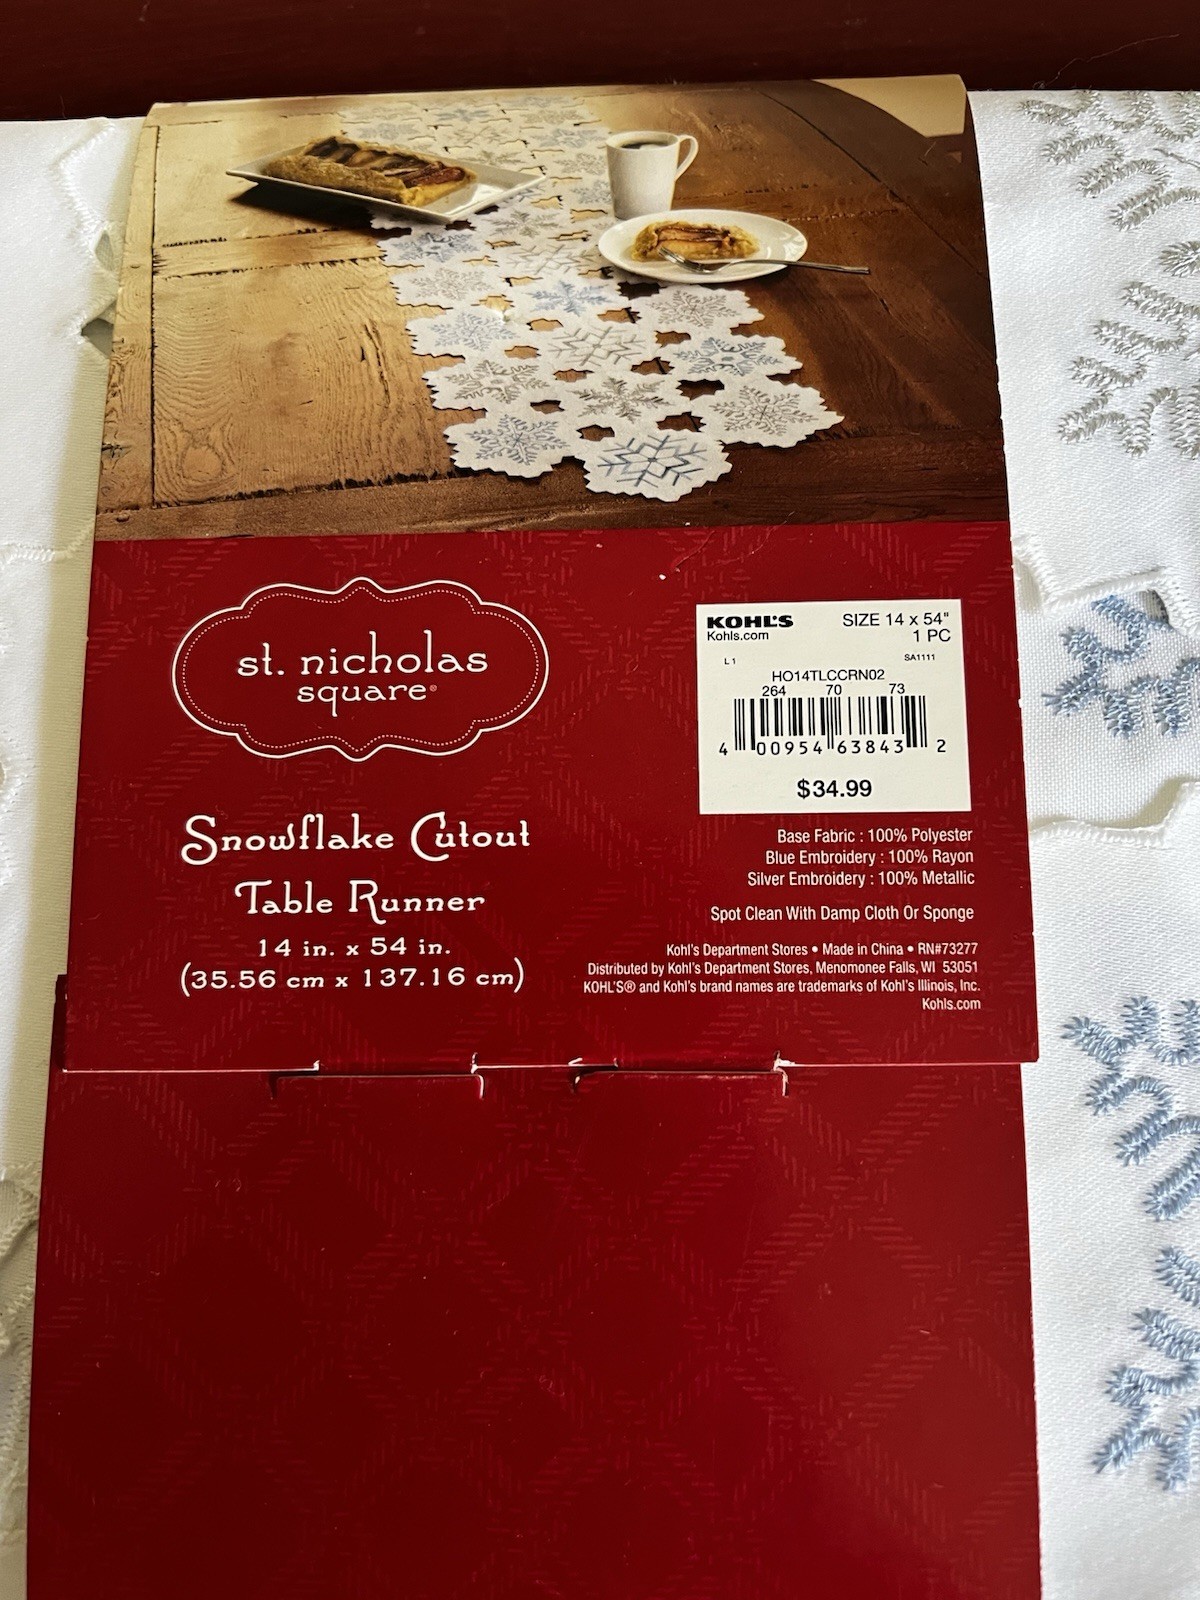 st. nicholas
square®
Snowflake Cutout
Table Runner
14 in. x 54 in.
(35.56 cm x 137.16 cm)
KOHL'S
Kohls.com
SIZE 14 x 54"
1 PC
L 1
SA1111
HO14TLCCRN02
264 70 73
4 00954 63843 2
$34.99
Base Fabric : 100% Polyester
Blue Embroidery : 100% Rayon
Silver Embroidery : 100% Metallic
Spot Clean With Damp Cloth Or Sponge
Kohl's Department Stores • Made in China • RN#73277
Distributed by Kohl's Department Stores, Menomonee Falls, WI 53051
KOHL'S® and Kohl's brand names are trademarks of Kohl's Illinois, Inc.
Kohls.com